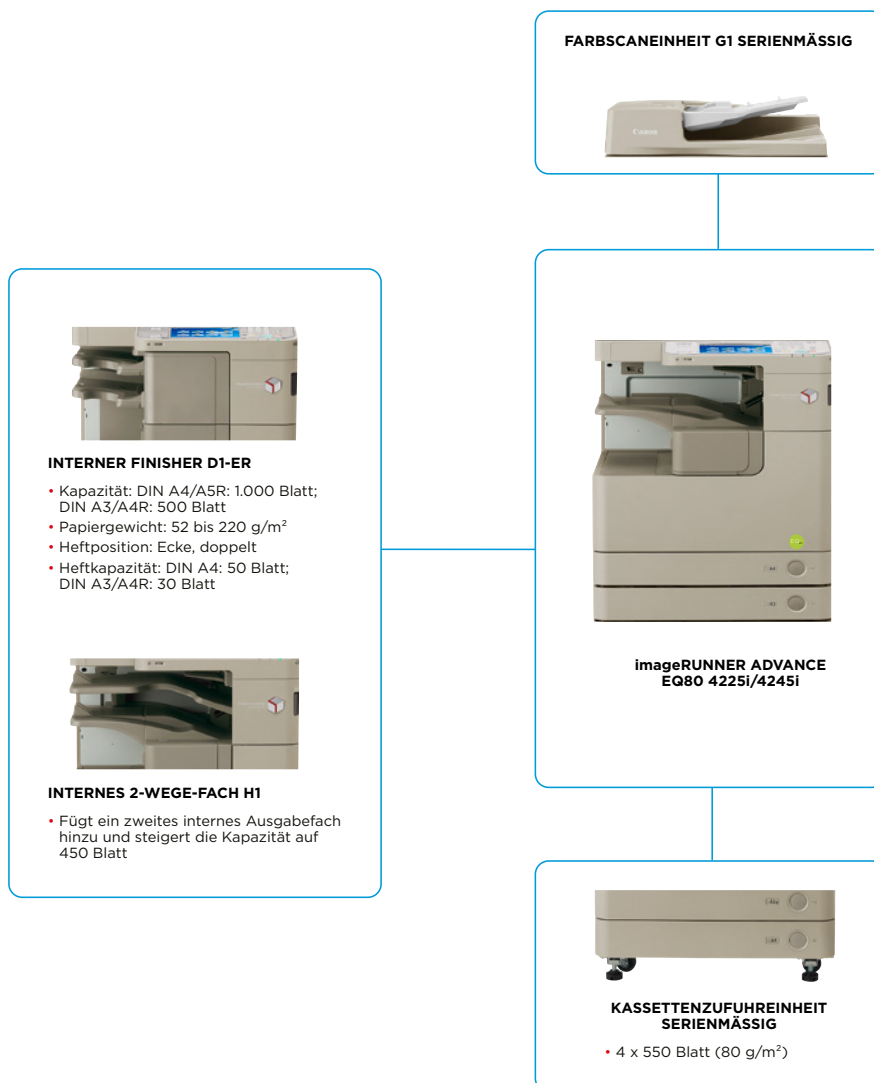 FARBSCANEINHEIT G1 SERIENMÄSSIG
Canon
INTERNER FINISHER D1-ER
• Kapazität: DIN A4/A5R: 1.000 Blatt;
DIN A3/A4R: 500 Blatt
• Papiergewicht: 52 bis 220 g/m²
• Heftposition: Ecke, doppelt
• Heftkapazität: DIN A4: 50 Blatt;
DIN A3/A4R: 30 Blatt
INTERNES 2-WEGE-FACH H1
• Fügt ein zweites internes Ausgabefach
hinzu und steigert die Kapazität auf
450 Blatt
imageRUNNER ADVANCE
EQ80 4225i/4245i
KASSETTENZUFUHREINHEIT
SERIENMÄSSIG
• 4 x 550 Blatt (80 g/m²)